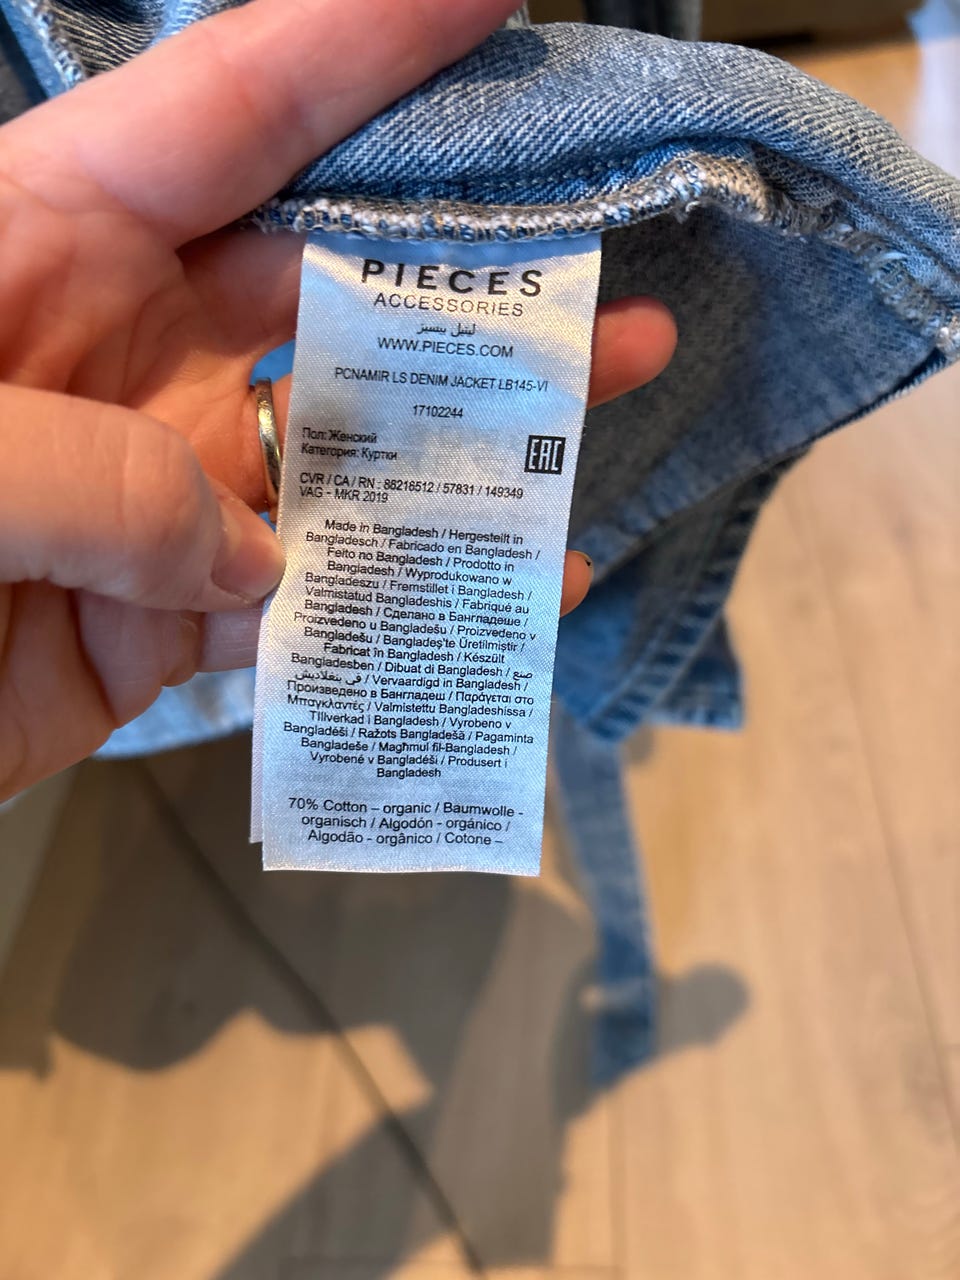 PIECES
ACCESSORIES
ليتيل بيسيز
WWW.PIECES.COM
PCNAMIR LS DENIM JACKET LB145-VI
17102244
Пол: Женский
Категория: Куртки
EAC
CVR / CA / RN : 88216512 / 57831 / 149349
VAG - MKR 2019
Made in Bangladesh / Hergestellt in
Bangladesch / Fabricado en Bangladesh /
Feito no Bangladesh / Prodotto in
Bangladesh / Wyprodukowano w
Bangladeszu / Fremstillet i Bangladesh /
Valmistatud Bangladeshis / Fabriqué au
Bangladesh / Сделано в Бангладеше /
Proizvedeno u Bangladešu / Proizvedeno v
Bangladešu / Bangladeş'te Üretilmiştir /
Fabricat în Bangladesh / Készült
Bangladesben / Dibuat di Bangladesh / صنع
في بنغلاديش / Vervaardigd in Bangladesh /
Произведено в Бангладеш / Παράγεται στο
Μπαγκλαντές / Valmistettu Bangladeshissa /
Tillverkad i Bangladesh / Vyrobeno v
Bangladéši / Ražots Bangladešā / Pagaminta
Bangladeše / Magħmul fil-Bangladesh /
Vyrobené v Bangladéši / Produsert i
Bangladesh
70% Cotton – organic / Baumwolle -
organisch / Algodón - orgánico /
Algodão - orgânico / Cotone –